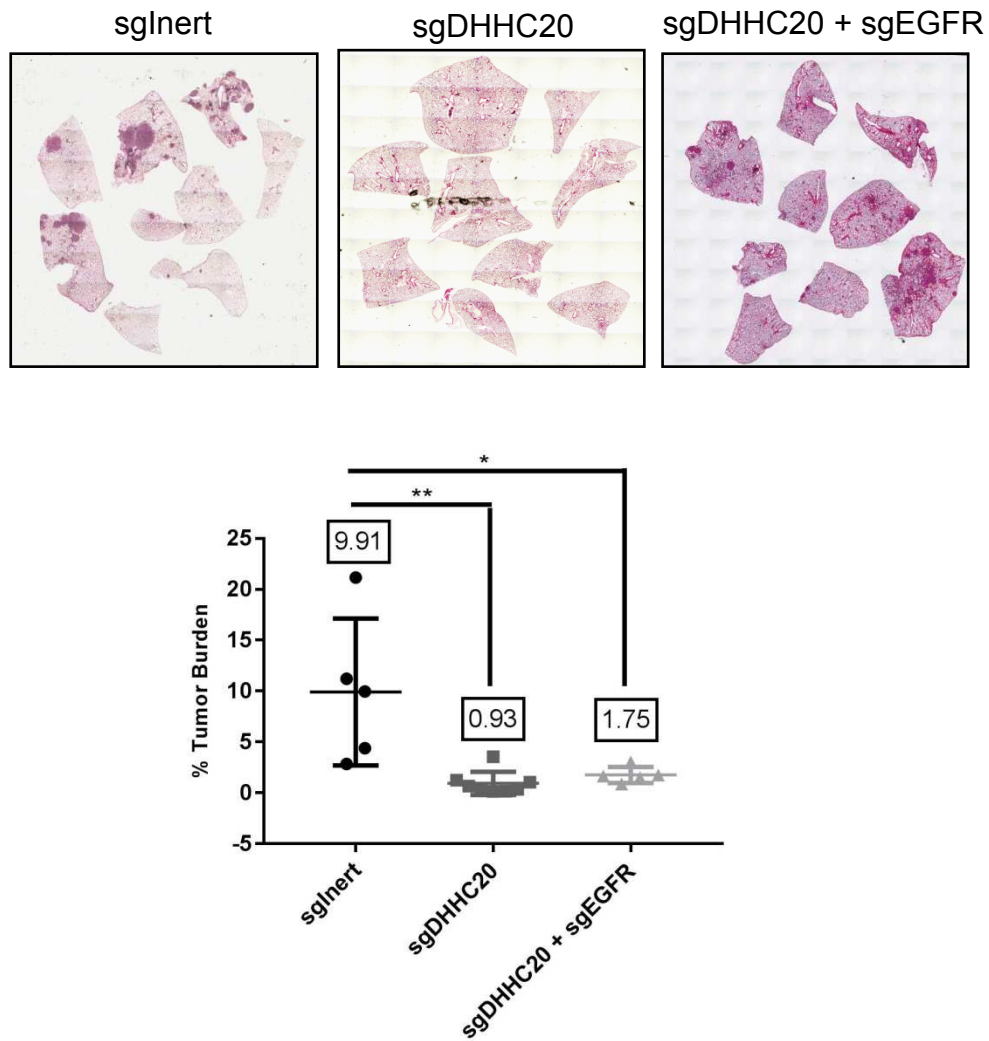 sgInert
sgDHHC20
sgDHHC20 + sgEGFR
*
**
9.91
0.93
1.75
% Tumor Burden
25
20
15
10
5
0
-5
sgInert
sgDHHC20
sgDHHC20 + sgEGFR